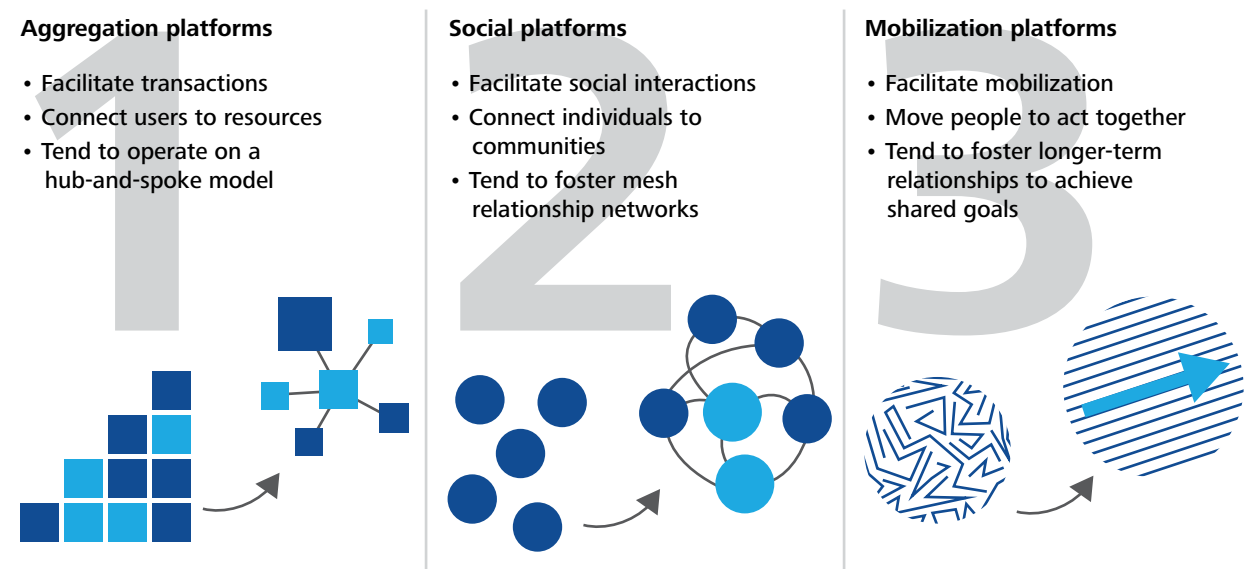 1
Aggregation platforms
• Facilitate transactions
• Connect users to resources
• Tend to operate on a
hub-and-spoke model
2
Social platforms
• Facilitate social interactions
• Connect individuals to
communities
• Tend to foster mesh
relationship networks
3
Mobilization platforms
• Facilitate mobilization
• Move people to act together
• Tend to foster longer-term
relationships to achieve
shared goals